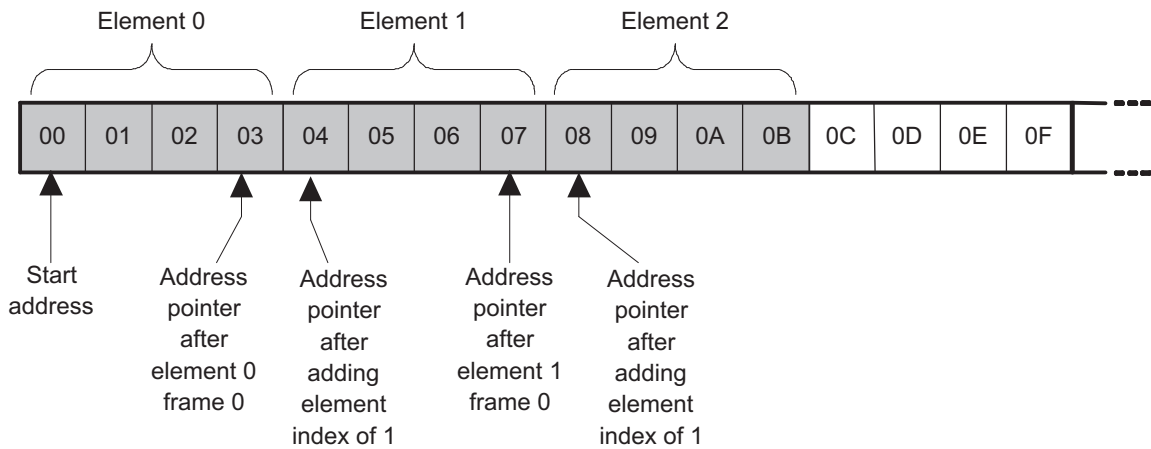 Element 0 Element 1 Element 2
00 01 02 03 04 05 06 07 08 09 0A 0B 0C 0D 0E 0F
Start
address
Address
pointer
after
element 0
frame 0
Address
pointer
after
adding
element
index of 1
Address
pointer
after
element 1
frame 0
Address
pointer
after
adding
element
index of 1